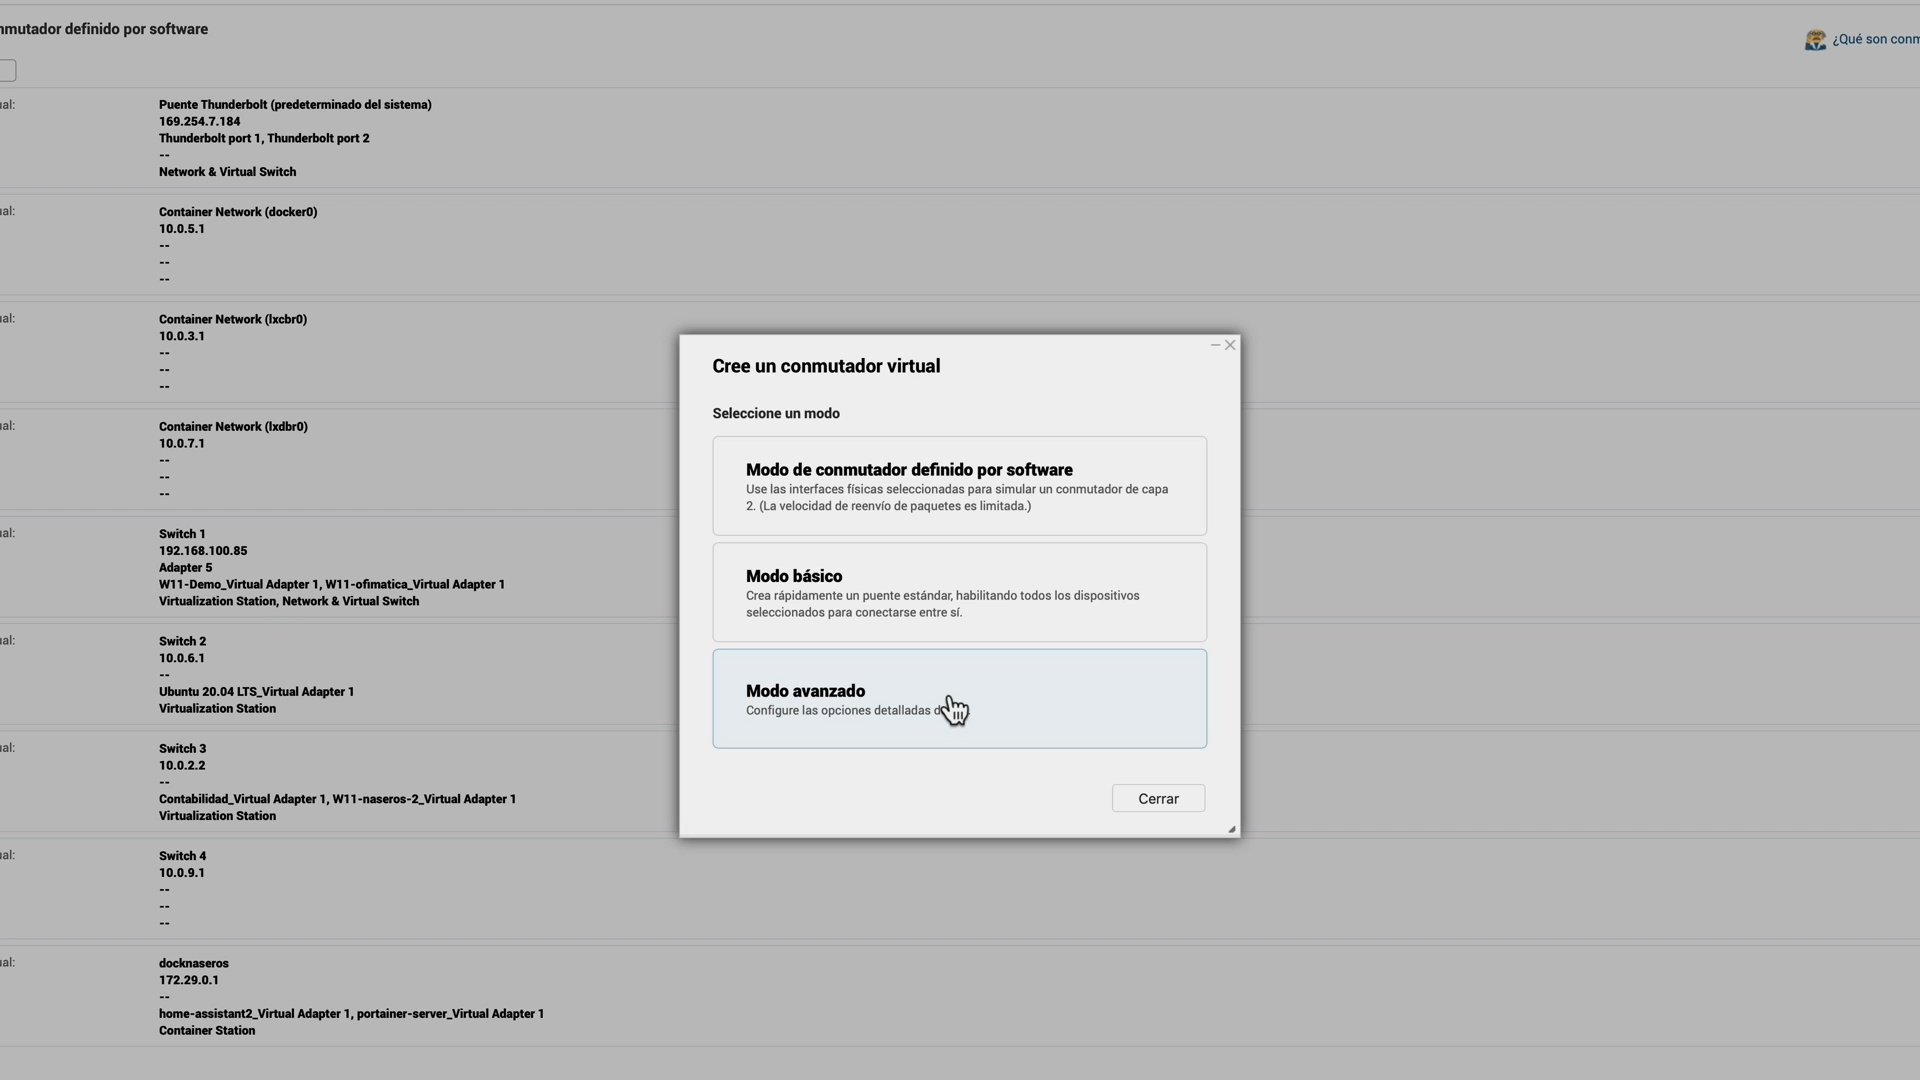 nmutador definido por software
¿Qué son conm
ual:
Puente Thunderbolt (predeterminado del sistema)
169.254.7.184
Thunderbolt port 1, Thunderbolt port 2
--
Network & Virtual Switch
ual:
Container Network (docker0)
10.0.5.1
--
--
--
ual:
Container Network (lxcbr0)
10.0.3.1
--
--
--
ual:
Container Network (lxdbr0)
10.0.7.1
--
--
--
ual:
Switch 1
192.168.100.85
Adapter 5
W11-Demo_Virtual Adapter 1, W11-ofimatica_Virtual Adapter 1
Virtualization Station, Network & Virtual Switch
ual:
Switch 2
10.0.6.1
--
Ubuntu 20.04 LTS_Virtual Adapter 1
Virtualization Station
ual:
Switch 3
10.0.2.2
--
Contabilidad_Virtual Adapter 1, W11-naseros-2_Virtual Adapter 1
Virtualization Station
ual:
Switch 4
10.0.9.1
--
--
--
ual:
docknaseros
172.29.0.1
--
home-assistant2_Virtual Adapter 1, portainer-server_Virtual Adapter 1
Container Station
Cree un conmutador virtual
Seleccione un modo
Modo de conmutador definido por software
Use las interfaces físicas seleccionadas para simular un conmutador de capa
2. (La velocidad de reenvío de paquetes es limitada.)
Modo básico
Crea rápidamente un puente estándar, habilitando todos los dispositivos
seleccionados para conectarse entre sí.
Modo avanzado
Configure las opciones detalladas
Cerrar